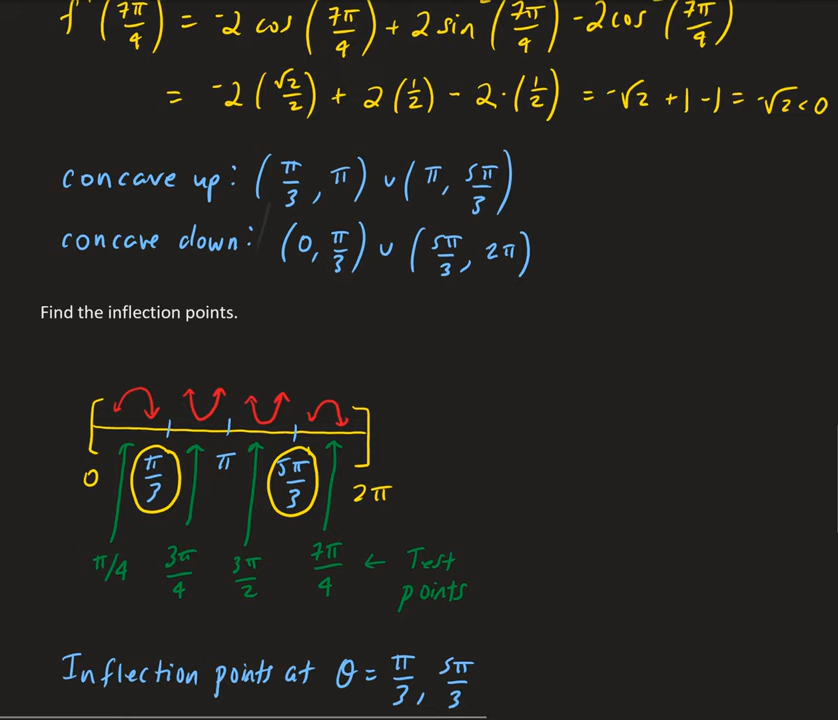 f''(7π/4) = -2 cos(7π/4) + 2 sin²(7π/4) - 2 cos²(7π/4)
= -2(√2/2) + 2(1/2) - 2·(1/2) = -√2 + 1 - 1 = -√2 < 0
concave up: (π/3, π) ∪ (π, 5π/3)
concave down: (0, π/3) ∪ (5π/3, 2π)
Find the inflection points.
0 π/3 π 5π/3 2π
π/4 3π/4 3π/2 7π/4 ← Test
points
Inflection points at θ = π/3, 5π/3